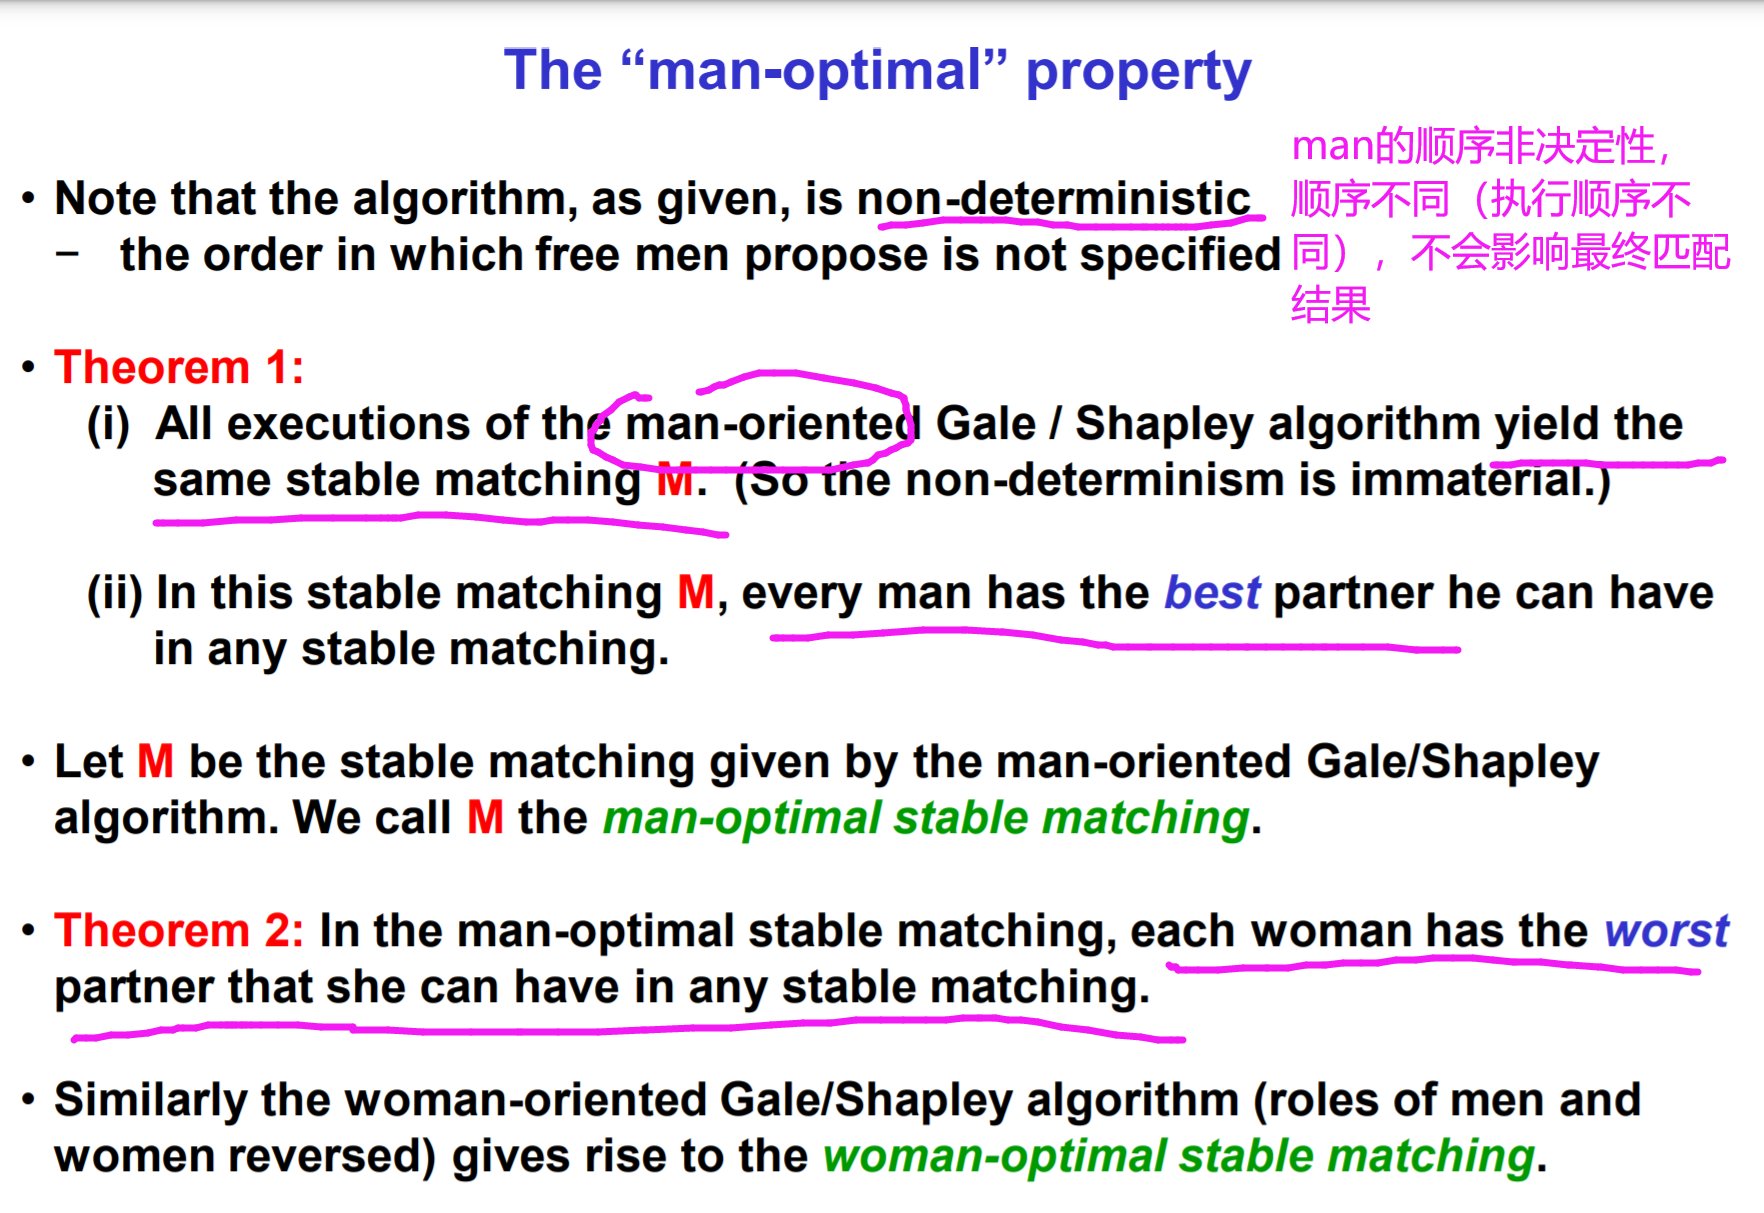 The “man-optimal” property
man的顺序非决定性，
顺序不同（执行顺序不
同），不会影响最终匹配
结果
• Note that the algorithm, as given, is non-deterministic
– the order in which free men propose is not specified
• Theorem 1:
(i) All executions of the man-oriented Gale / Shapley algorithm yield the
same stable matching M. (So the non-determinism is immaterial.)
(ii) In this stable matching M, every man has the best partner he can have
in any stable matching.
• Let M be the stable matching given by the man-oriented Gale/Shapley
algorithm. We call M the man-optimal stable matching.
• Theorem 2: In the man-optimal stable matching, each woman has the worst
partner that she can have in any stable matching.
• Similarly the woman-oriented Gale/Shapley algorithm (roles of men and
women reversed) gives rise to the woman-optimal stable matching.